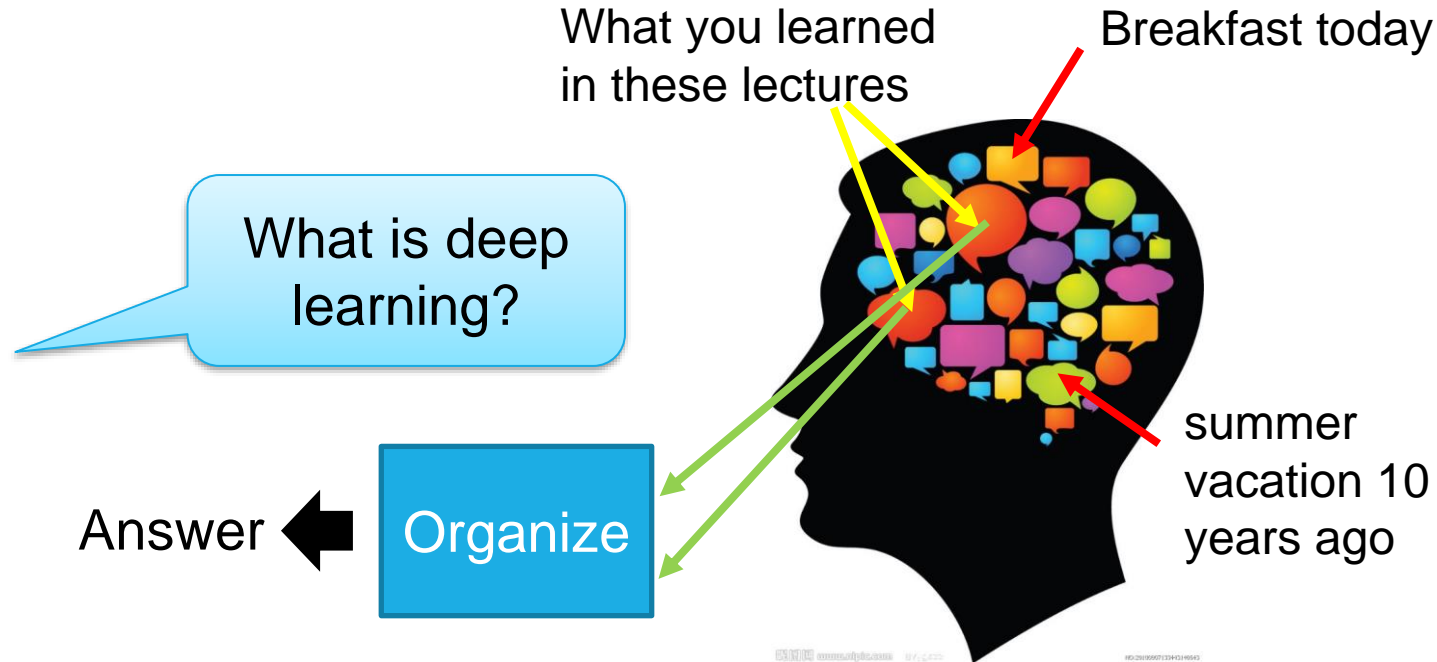 What you learned
in these lectures
Breakfast today
What is deep
learning?
summer
vacation 10
years ago
Answer
Organize